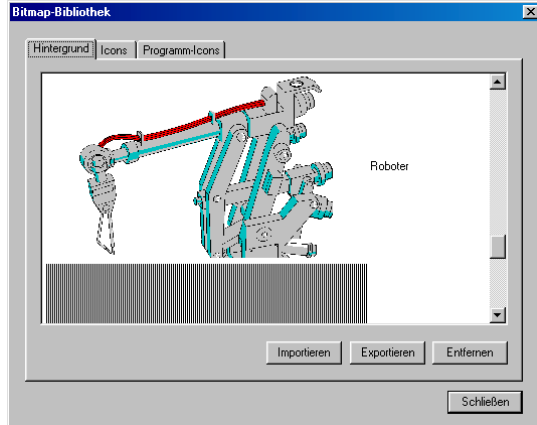 Bitmap-Bibliothek
Hintergrund Icons Programm-Icons
Roboter
Importieren Exportieren Entfernen
Schließen